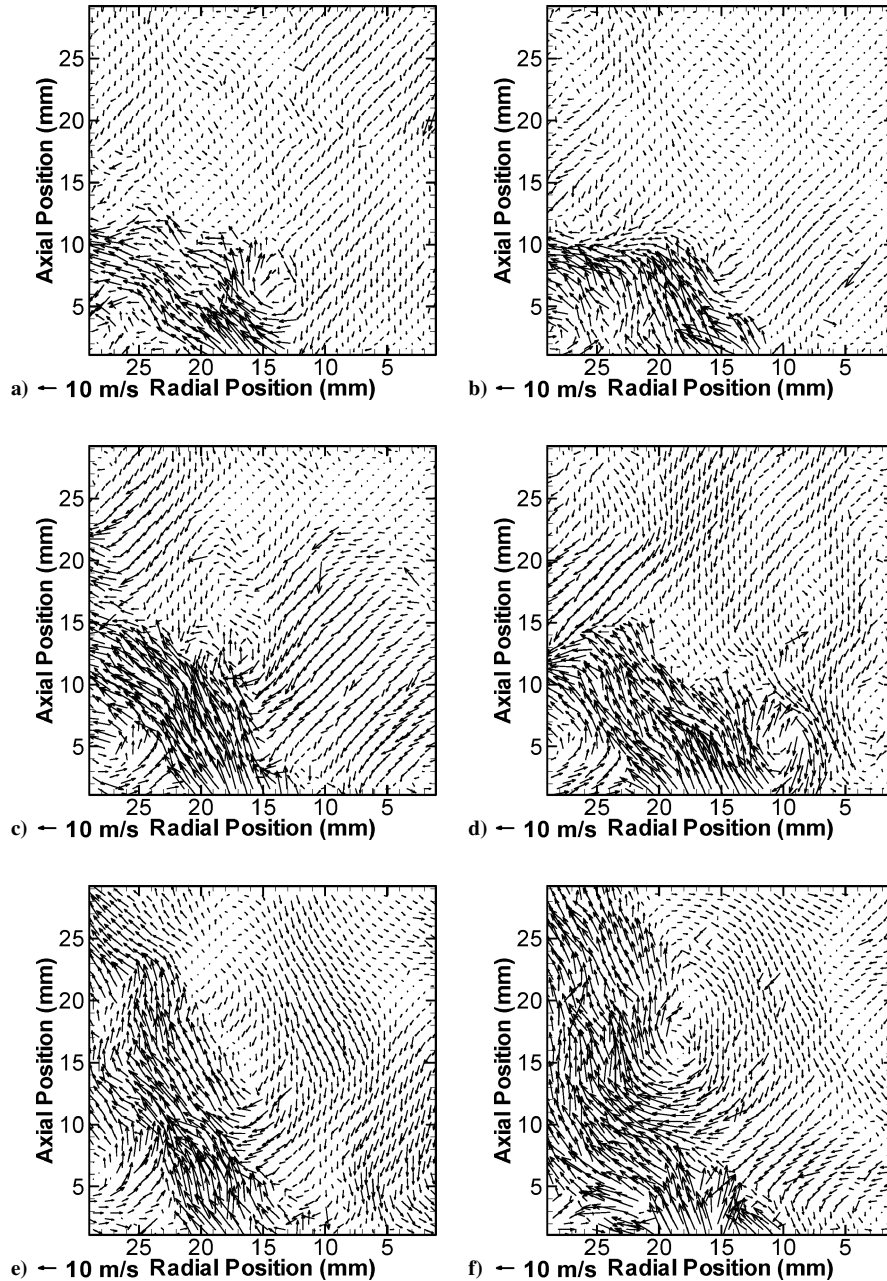 25
20
15
10
5
Axial Position (mm)
25 20 15 10 5
a) ← 10 m/s Radial Position (mm)
25
20
15
10
5
Axial Position (mm)
25 20 15 10 5
b) ← 10 m/s Radial Position (mm)
25
20
15
10
5
Axial Position (mm)
25 20 15 10 5
c) ← 10 m/s Radial Position (mm)
25
20
15
10
5
Axial Position (mm)
25 20 15 10 5
d) ← 10 m/s Radial Position (mm)
25
20
15
10
5
Axial Position (mm)
25 20 15 10 5
e) ← 10 m/s Radial Position (mm)
25
20
15
10
5
Axial Position (mm)
25 20 15 10 5
f) ← 10 m/s Radial Position (mm)